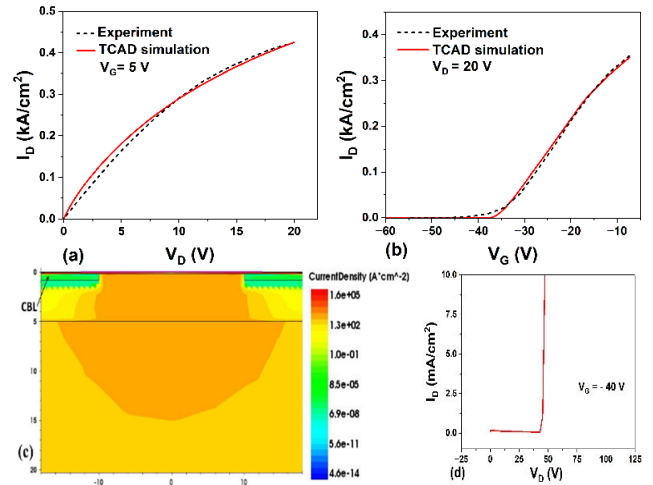 0.5
0.4
0.3
0.2
0.1
0.0
I_D (kA/cm²)
Experiment
TCAD simulation
V_G= 5 V
0 5 10 15 20
(a) V_D (V)
0.4
0.3
0.2
0.1
0.0
I_D (kA/cm²)
Experiment
TCAD simulation
V_D = 20 V
−60 −50 −40 −30 −20 −10
(b) V_G (V)
0
5
10
15
20
CBL
(c)
-10 0 10
CurrentDensity (A*cm^-2)
1.6e+05
1.3e+02
1.0e-01
8.5e-05
6.9e-08
5.6e-11
4.6e-14
10.0
7.5
5.0
2.5
0.0
I_D (mA/cm²)
V_G = - 40 V
-25 0 25 50 75 100 125
V_D (V) (d)